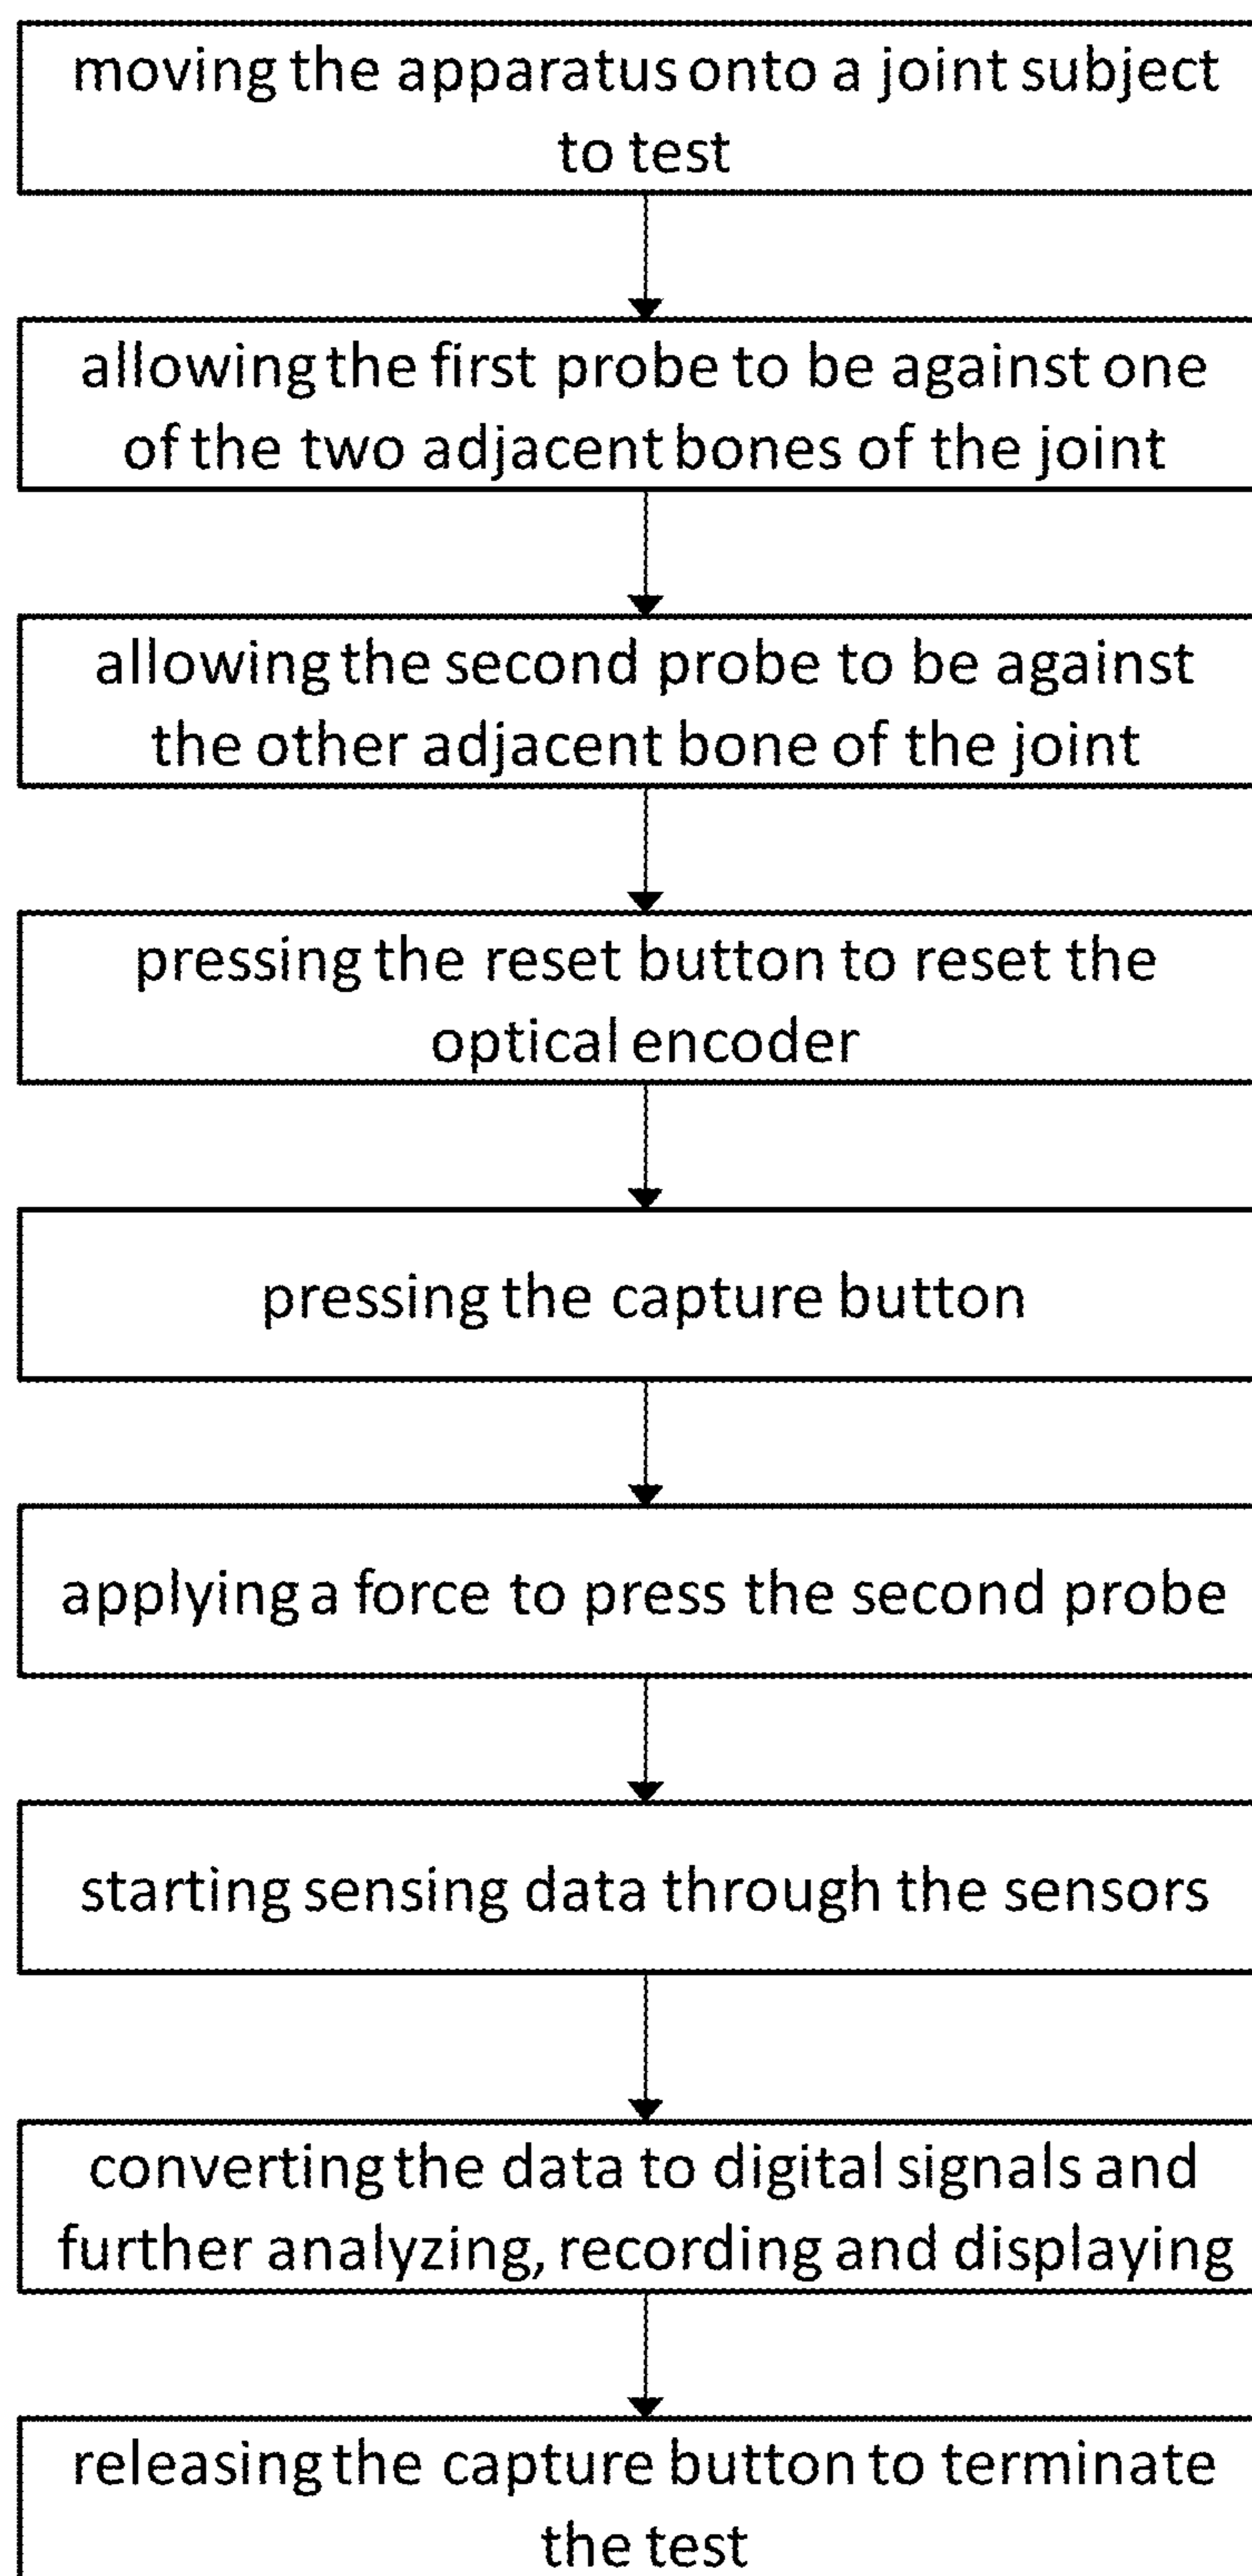 moving the apparatus onto a joint subject
to test
allowing the first probe to be against one
of the two adjacent bones of the joint
allowing the second probe to be against
the other adjacent bone of the joint
pressing the reset button to reset the
optical encoder
pressing the capture button
applying a force to press the second probe
starting sensing data through the sensors
converting the data to digital signals and
further analyzing, recording and displaying
releasing the capture button to terminate
the test